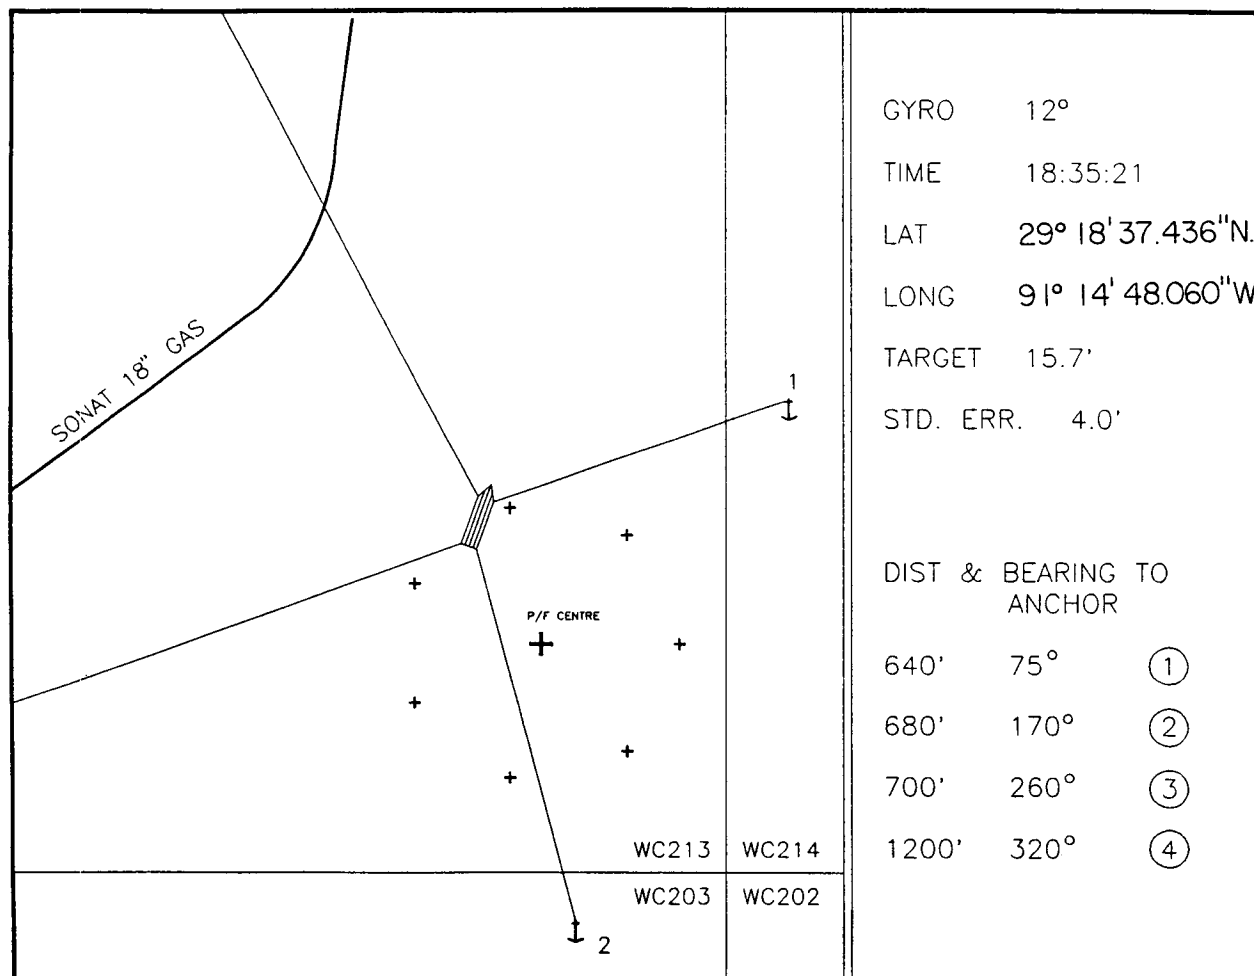 SONAT 18" GAS
1
P/F CENTRE
WC213 WC214
WC203 WC202
2
GYRO 12°
TIME 18:35:21
LAT 29° 18' 37.436"N.
LONG 91° 14' 48.060"W
TARGET 15.7'
STD. ERR. 4.0'
DIST & BEARING TO
ANCHOR
640' 75° 1
680' 170° 2
700' 260° 3
1200' 320° 4